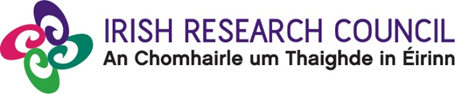 IRISH RESEARCH COUNCIL
An Chomhairle um Thaighde in Éirinn